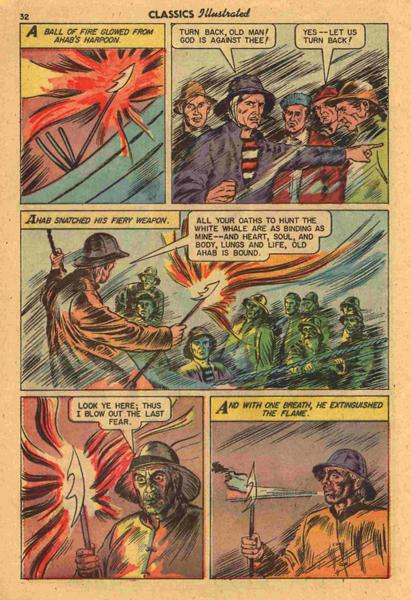 32
CLASSICS Illustrated
A BALL OF FIRE GLOWED FROM
AHAB'S HARPOON.
TURN BACK, OLD MAN!
GOD IS AGAINST THEE!
YES--LET US
TURN BACK!
AHAB SNATCHED HIS FIERY WEAPON.
ALL YOUR OATHS TO HUNT THE
WHITE WHALE ARE AS BINDING AS
MINE--AND HEART, SOUL, AND
BODY, LUNGS AND LIFE, OLD
AHAB IS BOUND.
LOOK YE HERE; THUS
I BLOW OUT THE LAST
FEAR.
AND WITH ONE BREATH, HE EXTINGUISHED
THE FLAME.